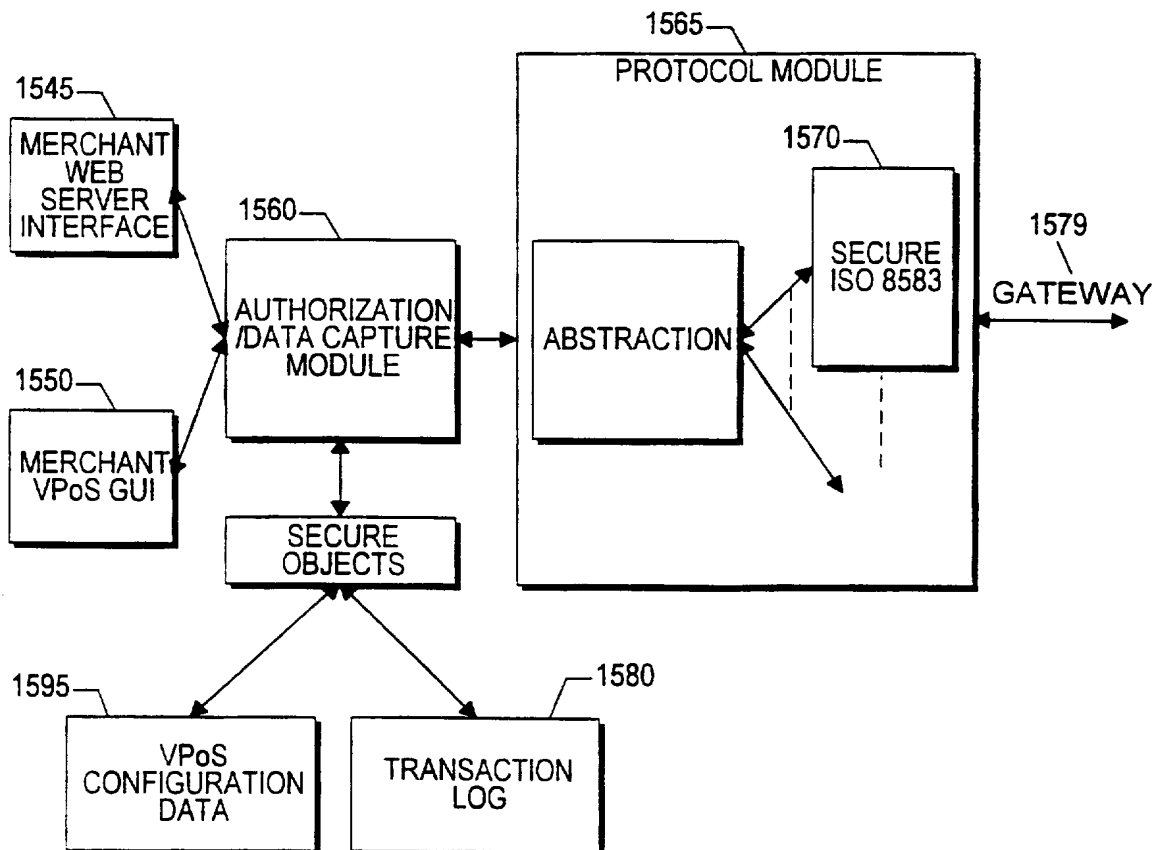 1565
PROTOCOL MODULE
1545
MERCHANT
WEB
SERVER
INTERFACE
1570
SECURE
ISO 8583
1560
AUTHORIZATION
/DATA CAPTURE
MODULE
ABSTRACTION
1579
GATEWAY
1550
MERCHANT
VPoS GUI
SECURE
OBJECTS
1595
VPoS
CONFIGURATION
DATA
1580
TRANSACTION
LOG